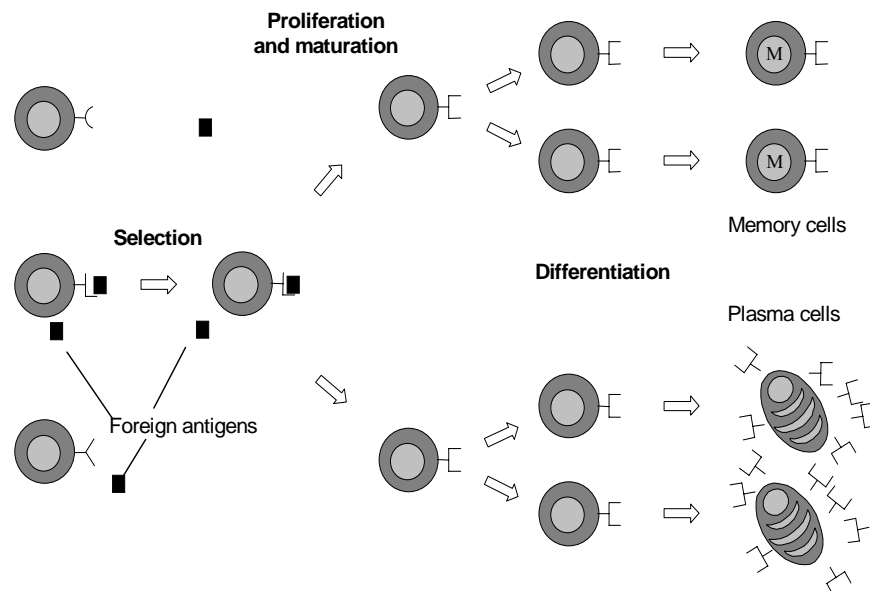 Proliferation
and maturation
M
M
Memory cells
Selection
Differentiation
Plasma cells
Foreign antigens